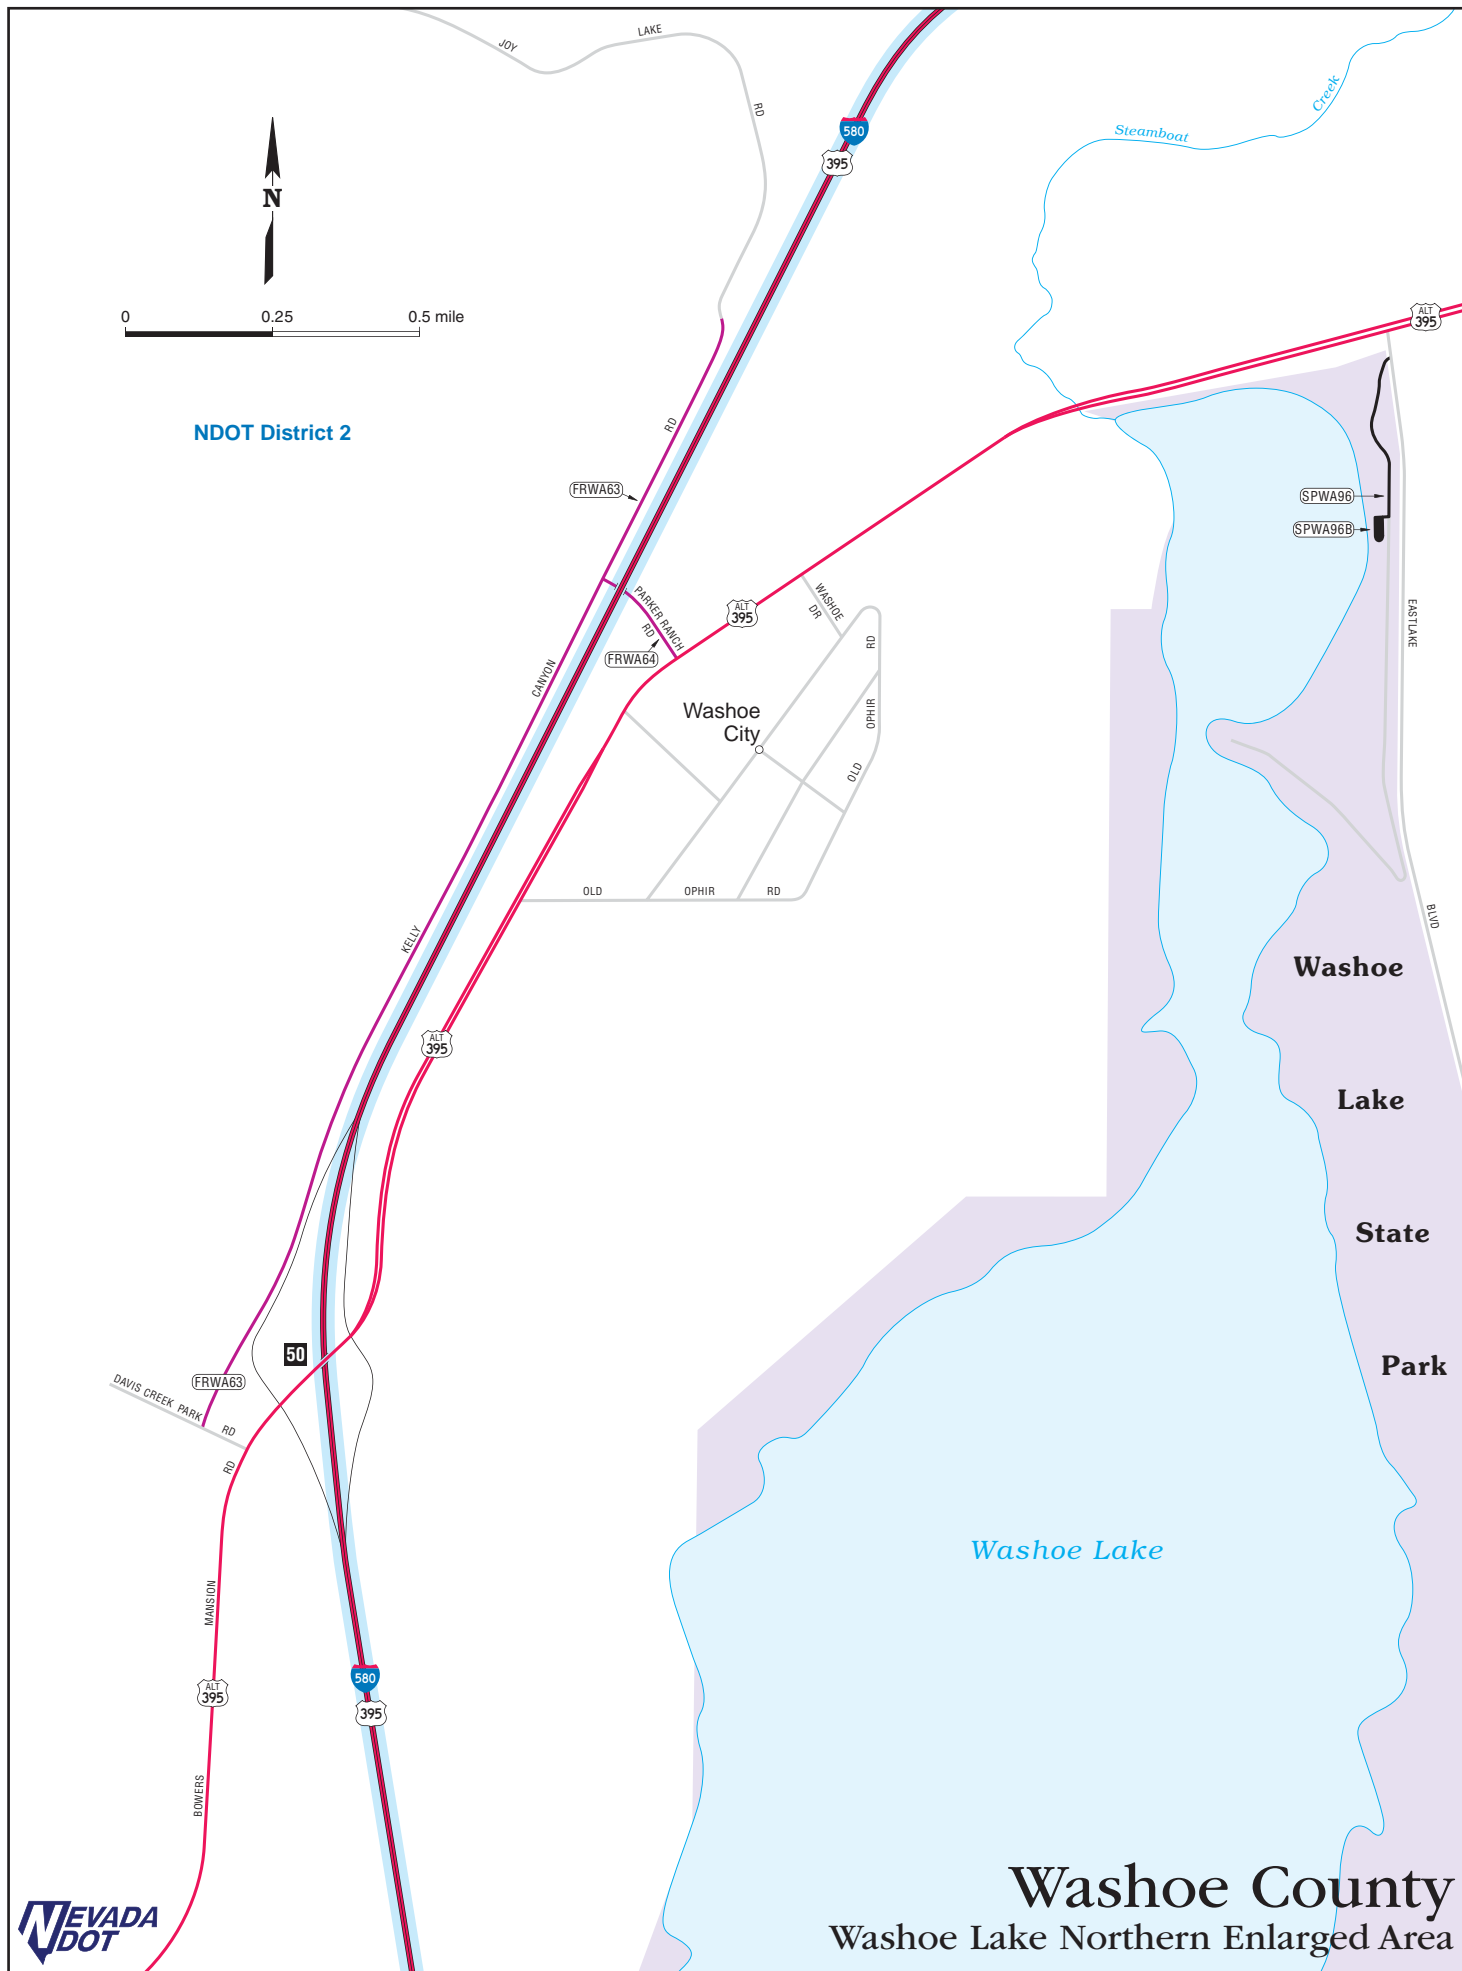 JOY
LAKE
RD
580
395
Steamboat
Creek
N
0 0.25 0.5 mile
NDOT District 2
ALT
395
RD
FRWA63
SPWA96
SPWA96B
PARKER RANCH
RD
FRWA64
ALT
395
WASHOE
DR
RD
EASTLAKE
CANYON
Washoe
City
OPHIR
OLD
OLD
OPHIR
RD
KELLY
BLVD
Washoe
ALT
395
Lake
State
50
Park
FRWA63
DAVIS CREEK PARK
RD
RD
Washoe Lake
MANSION
580
395
ALT
395
BOWERS
Washoe County
Washoe Lake Northern Enlarged Area
NEVADA
DOT